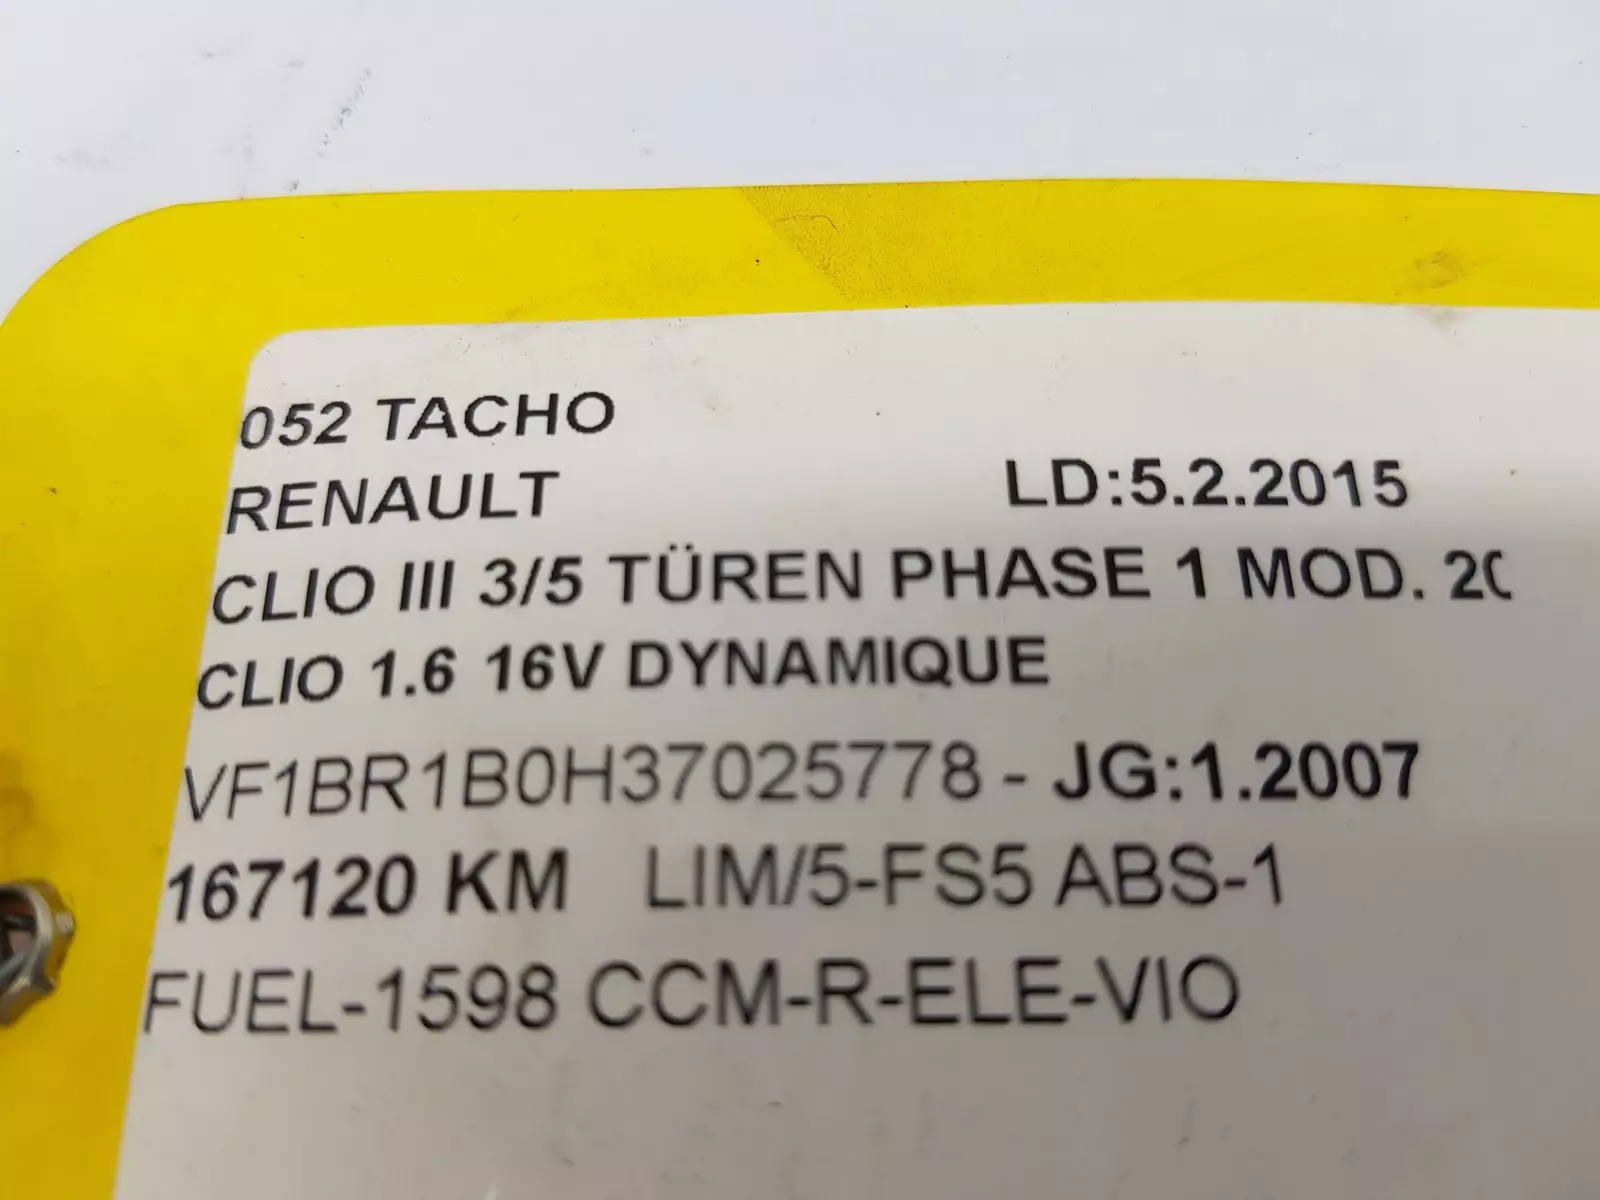 052 TACHO
RENAULT LD:5.2.2015
CLIO III 3/5 TÜREN PHASE 1 MOD. 20
CLIO 1.6 16V DYNAMIQUE
VF1BR1B0H37025778 - JG:1.2007
167120 KM LIM/5-FS5 ABS-1
FUEL-1598 CCM-R-ELE-VIO